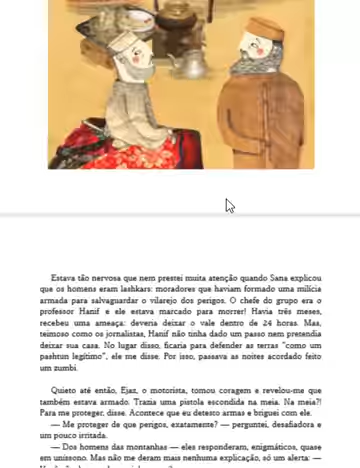 Estava tão nervosa que nem prestei muita atenção quando Sana explicou
que os homens eram lashkars: moradores que haviam formado uma milícia
armada para salvaguardar o vilarejo dos perigos. O chefe do grupo era o
professor Hanif e ele estava marcado para morrer! Havia três meses,
recebeu uma ameaça: deveria deixar o vale dentro de 24 horas. Mas,
teimoso como os jornalistas, Hanif não tinha dado um passo nem pretendia
deixar sua casa. No lugar disso, ficaria para defender as terras "como um
pashtun legítimo", ele me disse. Por isso, passava as noites acordado feito
um zumbi.
Quieto até então, Ejaz, o motorista, tomou coragem e revelou-me que
também estava armado. Trazia uma pistola escondida na meia. Na meia?!
Para me proteger, disse. Acontece que eu detesto armas e briguei com ele.
— Me proteger de que perigos, exatamente? — perguntei, desafiadora e
um pouco irritada.
— Dos homens das montanhas — eles responderam, enigmáticos, quase
em uníssono. Mas não me deram mais nenhuma explicação, só um alerta: —